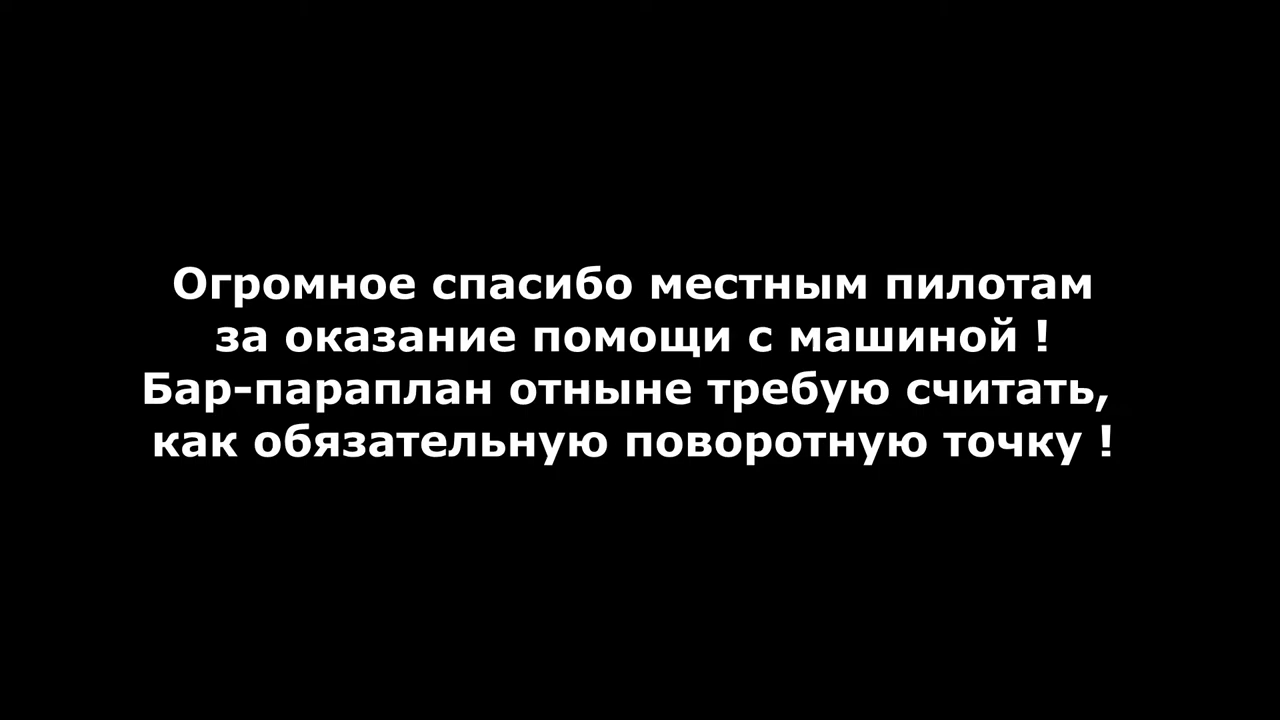 Огромное спасибо местным пилотам
за оказание помощи с машиной !
Бар-параплан отныне требую считать,
как обязательную поворотную точку !